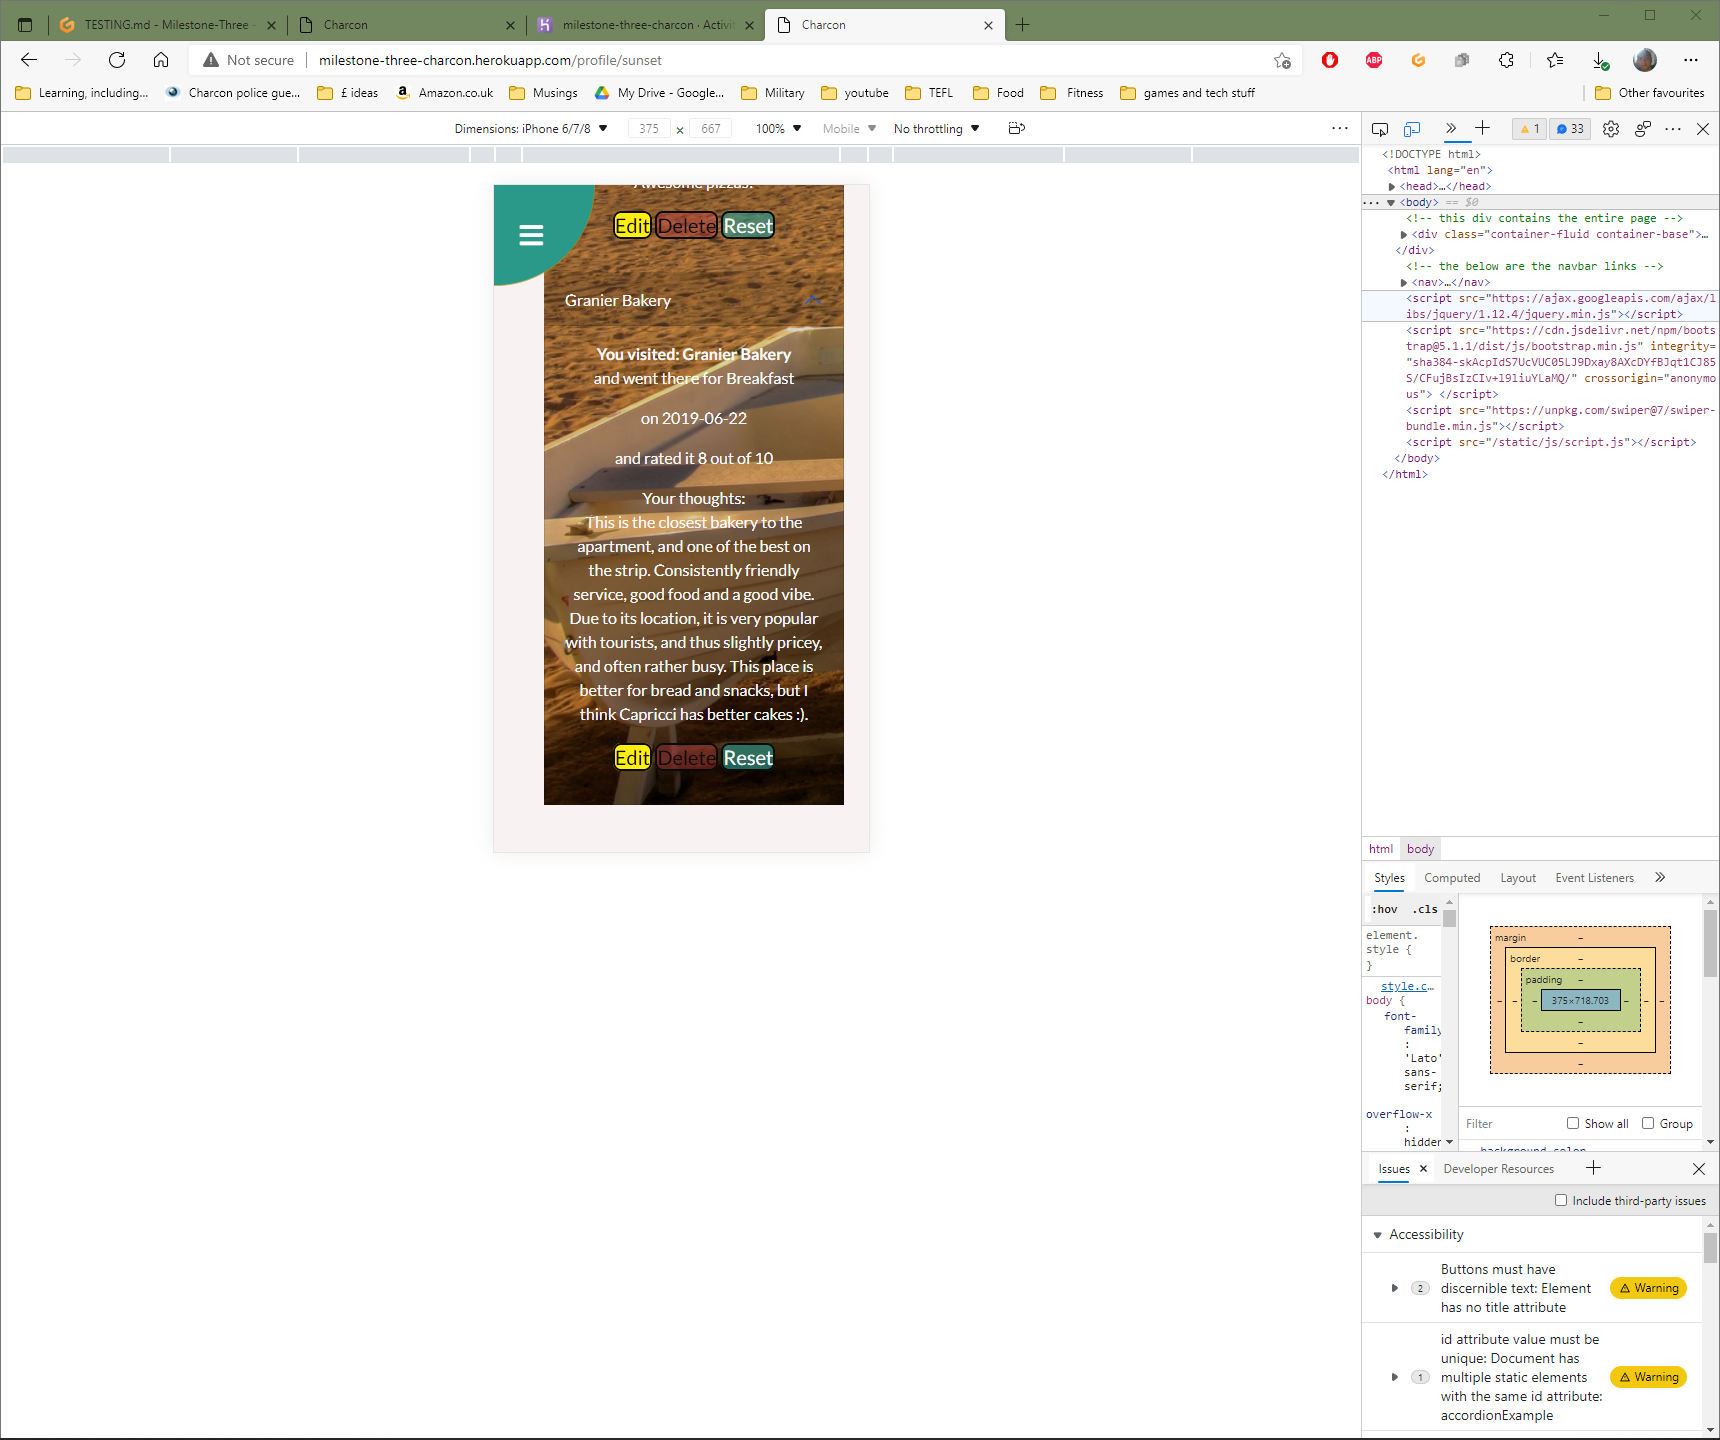 TESTING.md - Milestone-Three -
Charcon
milestone-three-charcon · Activit
Charcon
Not secure
milestone-three-charcon.herokuapp.com/profile/sunset
ABP
Learning, including...
Charcon police gue...
£ ideas
Amazon.co.uk
Musings
My Drive - Google...
Military
youtube
TEFL
Food
Fitness
games and tech stuff
Other favourites
Dimensions: iPhone 6/7/8
375
x
667
100%
Mobile
No throttling
1
33
Awesome pizzas!
Edit Delete Reset
Granier Bakery
You visited: Granier Bakery
and went there for Breakfast
on 2019-06-22
and rated it 8 out of 10
Your thoughts:
This is the closest bakery to the
apartment, and one of the best on
the strip. Consistently friendly
service, good food and a good vibe.
Due to its location, it is very popular
with tourists, and thus slightly pricey,
and often rather busy. This place is
better for bread and snacks, but I
think Capricci has better cakes :).
Edit Delete Reset
<!DOCTYPE html>
<html lang="en">
<head>…</head>
<body> == $0
<!-- this div contains the entire page -->
<div class="container-fluid container-base">…
</div>
<!-- the below are the navbar links -->
<nav>…</nav>
<script src="https://ajax.googleapis.com/ajax/l
ibs/jquery/1.12.4/jquery.min.js"></script>
<script src="https://cdn.jsdelivr.net/npm/boots
trap@5.1.1/dist/js/bootstrap.min.js" integrity=
"sha384-skAcpIdS7UcVUC05LJ9Dxay8AXcDYfBJqt1CJ85
S/CFujBsIzCIv+l9liuYLaMQ/" crossorigin="anonymo
us"> </script>
<script src="https://unpkg.com/swiper@7/swiper-
bundle.min.js"></script>
<script src="/static/js/script.js"></script>
</body>
</html>
html
body
Styles
Computed
Layout
Event Listeners
:hov
.cls
element.
style {
}
style.c…
body {
font-
family
:
'Lato'
sans-
serif;
overflow-x
:
hidden
margin
border
padding
375×718.703
Filter
Show all
Group
background-color
Issues
Developer Resources
Include third-party issues
Accessibility
2
Buttons must have
discernible text: Element
has no title attribute
Warning
1
id attribute value must be
unique: Document has
multiple static elements
with the same id attribute:
accordionExample
Warning